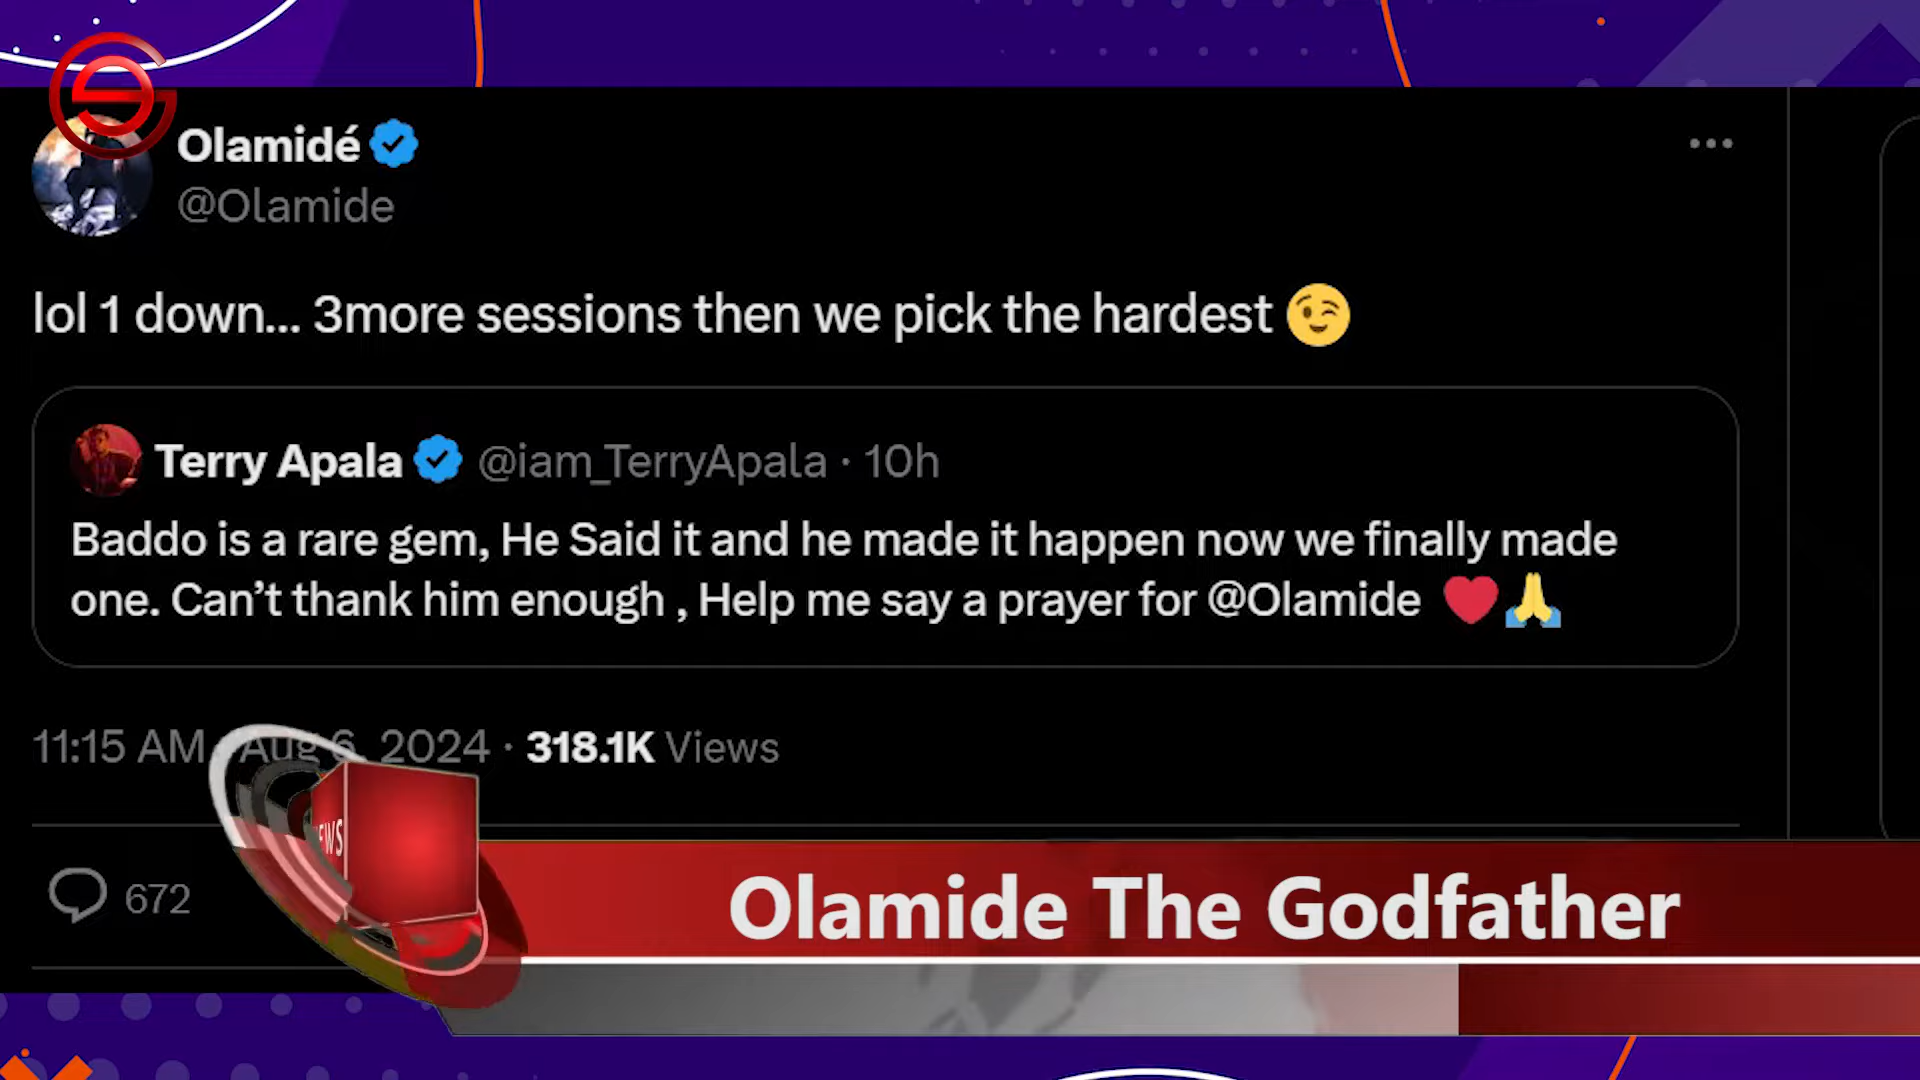 Olamidé
@Olamide
lol 1 down... 3more sessions then we pick the hardest 😉
Terry Apala @iam_TerryApala · 10h
Baddo is a rare gem, He Said it and he made it happen now we finally made
one. Can’t thank him enough , Help me say a prayer for @Olamide ❤️🙏
11:15 AM · Aug 6, 2024 · 318.1K Views
672
Olamide The Godfather